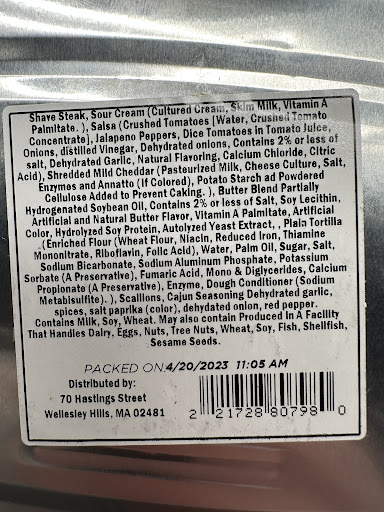 Shave Steak, Sour Cream (Cultured Cream, Skim Milk, Vitamin A
Palmitate. ), Salsa (Crushed Tomatoes [Water, Crushed Tomato
Concentrate], Jalapeno Peppers, Dice Tomatoes in Tomato Juice,
Onions, distilled Vinegar, Dehydrated onions, Contains 2% or less of
salt, Dehydrated Garlic, Natural Flavoring, Calcium Chloride, Citric
Acid), Shredded Mild Cheddar (Pasteurized Milk, Cheese Culture, Salt,
Enzymes and Annatto (If Colored), Potato Starch ad Powdered
Cellulose Added to Prevent Caking. ), Butter Blend Partially
Hydrogenated Soybean Oil, Contains 2% or less of Salt, Soy Lecithin,
Artificial and Natural Butter Flavor, Vitamin A Palmitate, Artificial
Color, Hydrolyzed Soy Protein, Autolyzed Yeast Extract, , Plain Tortilla
(Enriched Flour (Wheat Flour, Niacin, Reduced Iron, Thiamine
Mononitrate, Riboflavin, Folic Acid), Water, Palm Oil, Sugar, Salt,
Sodium Bicarbonate, Sodium Aluminum Phosphate, Potassium
Sorbate (A Preservative), Fumaric Acid, Mono & Diglycerides, Calcium
Propionate (A Preservative), Enzyme, Dough Conditioner (Sodium
Metabisulfite). ), Scallions, Cajun Seasoning Dehydrated garlic,
spices, salt paprika (color), dehydrated onion, red pepper.
Contains Milk, Soy, Wheat. May also contain Produced In A Facility
That Handles Dairy, Eggs, Nuts, Tree Nuts, Wheat, Soy, Fish, Shellfish,
Sesame Seeds.
PACKED ON:4/20/2023 11:05 AM
Distributed by:
70 Hastings Street
Wellesley Hills, MA 02481
2 21728 80798 0